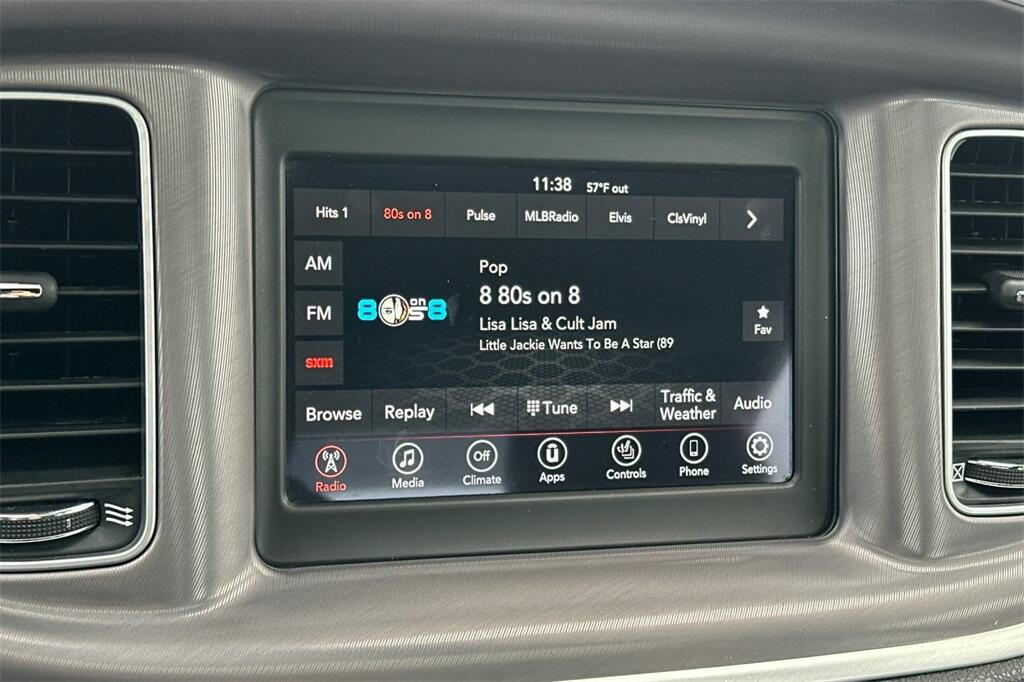 11:38 57°F out
Hits 1 80s on 8 Pulse MLBRadio Elvis ClsVinyl
AM
FM
sxm
80s on 8
Pop
8 80s on 8
Lisa Lisa & Cult Jam
Little Jackie Wants To Be A Star (89
Fav
Browse Replay Tune Traffic & Weather Audio
Off
Radio Media Climate Apps Controls Phone Settings